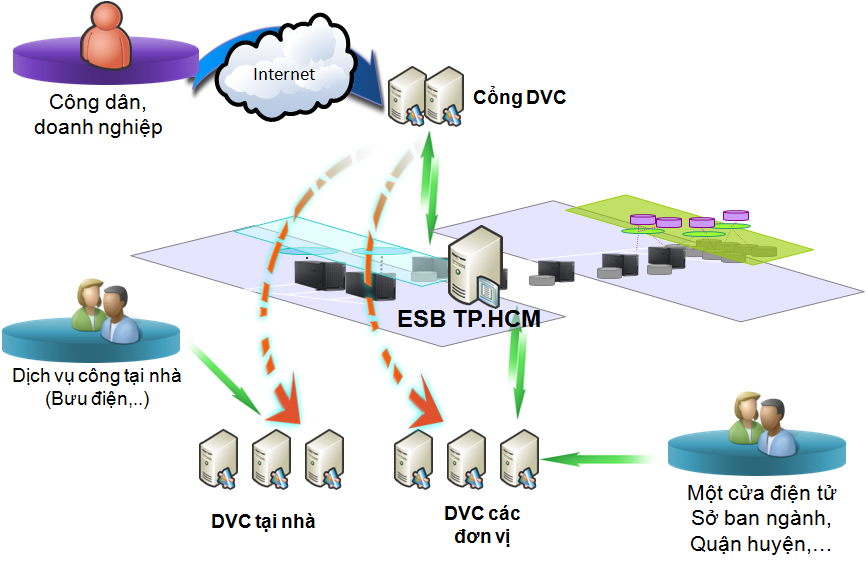 Internet
Cổng DVC
Công dân,
doanh nghiệp
ESB TP.HCM
Dịch vụ công tại nhà
(Bưu điện,..)
DVC tại nhà
DVC các
đơn vị
Một cửa điện tử
Sở ban ngành,
Quận huyện,…